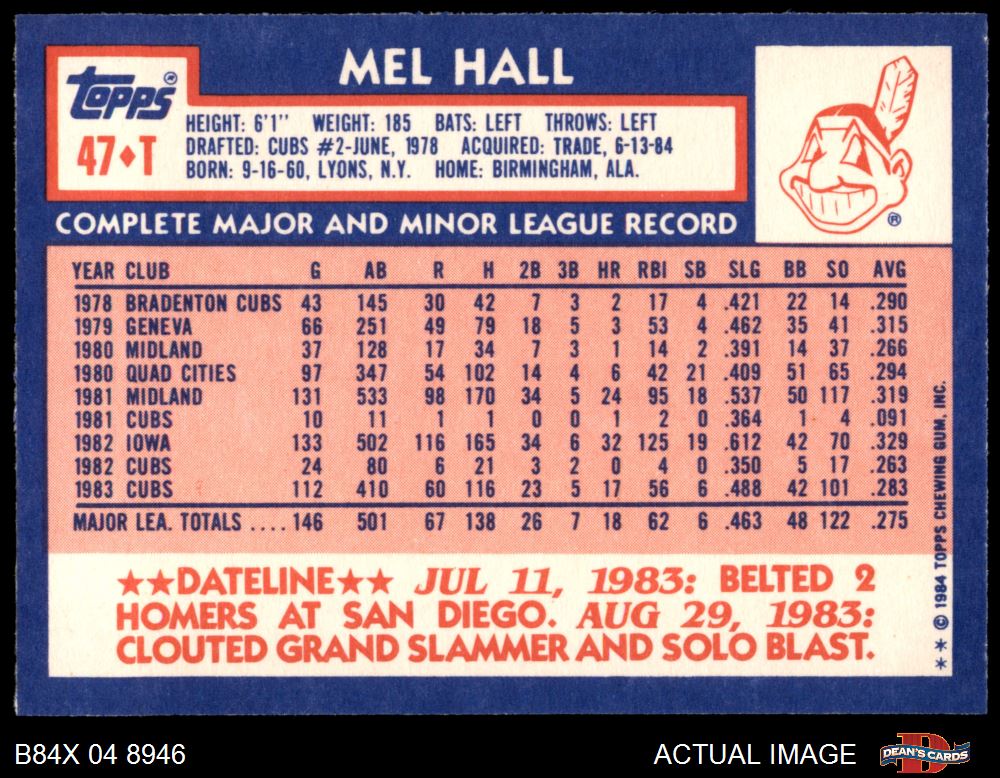 MEL HALL
Topps®
47♦T
HEIGHT: 6'1" WEIGHT: 185 BATS: LEFT THROWS: LEFT
DRAFTED: CUBS #2-JUNE, 1978 ACQUIRED: TRADE, 6-13-84
BORN: 9-16-60, LYONS, N.Y. HOME: BIRMINGHAM, ALA.
®
COMPLETE MAJOR AND MINOR LEAGUE RECORD
YEAR CLUB G AB R H 2B 3B HR RBI SB SLG BB SO AVG
1978 BRADENTON CUBS 43 145 30 42 7 3 2 17 4 .421 22 14 .290
1979 GENEVA 66 251 49 79 18 5 3 53 4 .462 35 41 .315
1980 MIDLAND 37 128 17 34 7 3 1 14 2 .391 14 37 .266
1980 QUAD CITIES 97 347 54 102 14 4 6 42 21 .409 51 65 .294
1981 MIDLAND 131 533 98 170 34 5 24 95 18 .537 50 117 .319
1981 CUBS 10 11 1 1 0 0 1 2 0 .364 1 4 .091
1982 IOWA 133 502 116 165 34 6 32 125 19 .612 42 70 .329
1982 CUBS 24 80 6 21 3 2 0 4 0 .350 5 17 .263
1983 CUBS 112 410 60 116 23 5 17 56 6 .488 42 101 .283
MAJOR LEA. TOTALS .... 146 501 67 138 26 7 18 62 6 .463 48 122 .275
★★DATELINE★★ JUL 11, 1983: BELTED 2
HOMERS AT SAN DIEGO. AUG 29, 1983:
CLOUTED GRAND SLAMMER AND SOLO BLAST.
** © 1984 TOPPS CHEWING GUM, INC.
B84X 04 8946
ACTUAL IMAGE
D
DEAN'S CARDS